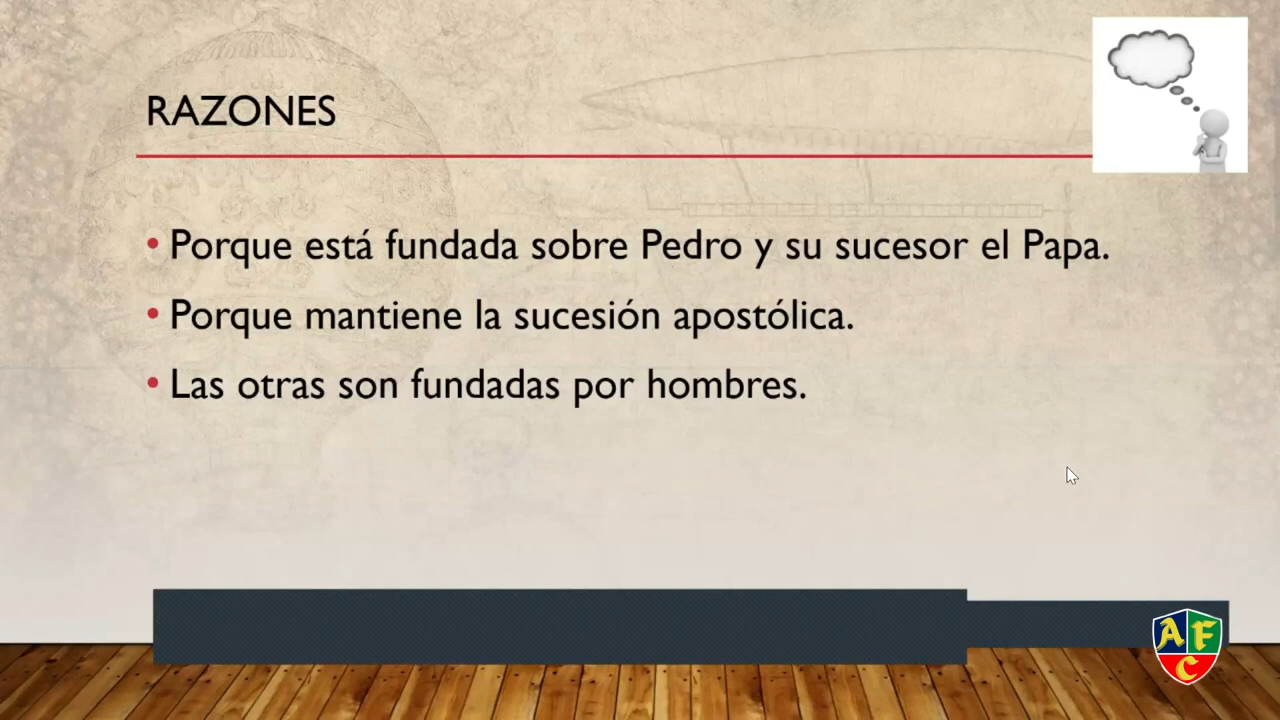 RAZONES
• Porque está fundada sobre Pedro y su sucesor el Papa.
• Porque mantiene la sucesión apostólica.
• Las otras son fundadas por hombres.
A F
C